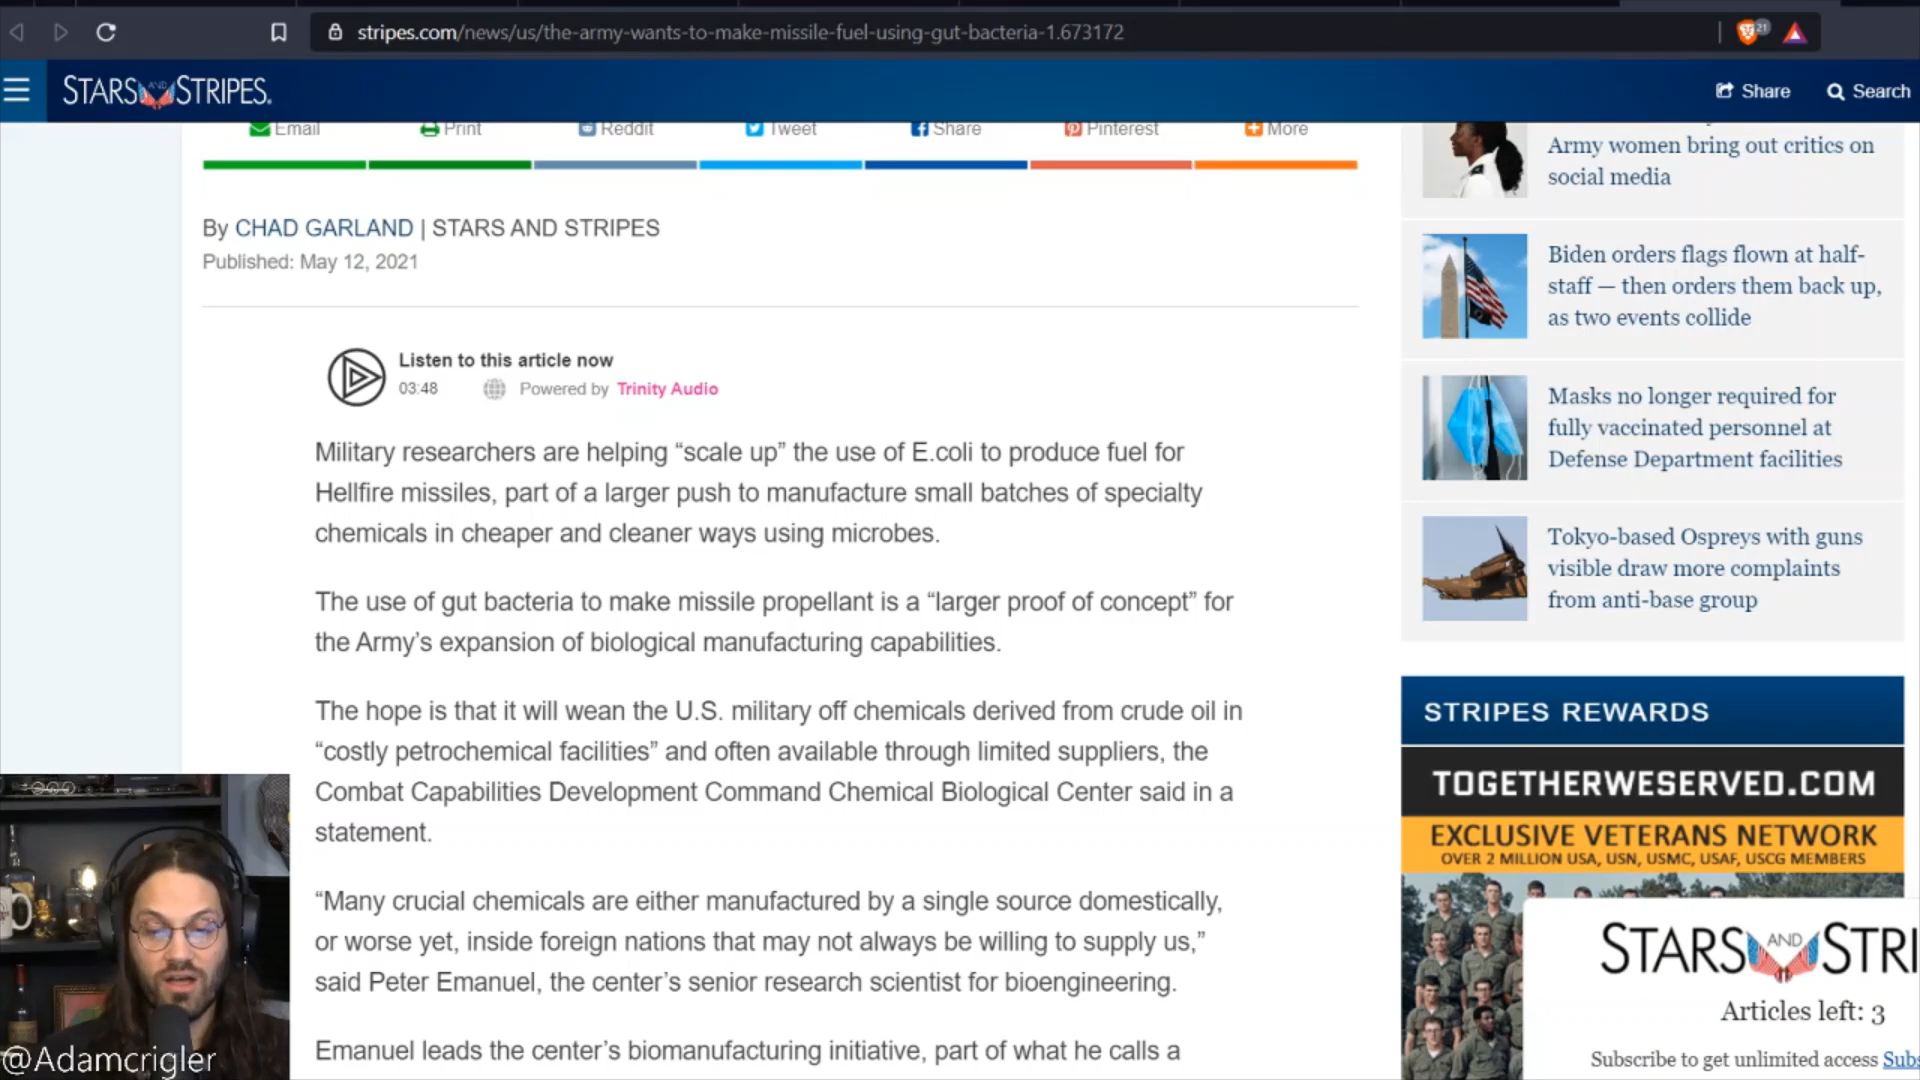 stripes.com/news/us/the-army-wants-to-make-missile-fuel-using-gut-bacteria-1.673172
21
STARS AND STRIPES.
Share
Search
Email
Print
Reddit
Tweet
Share
Pinterest
More
By CHAD GARLAND | STARS AND STRIPES
Published: May 12, 2021
Listen to this article now
03:48
Powered by Trinity Audio
Military researchers are helping “scale up” the use of E.coli to produce fuel for
Hellfire missiles, part of a larger push to manufacture small batches of specialty
chemicals in cheaper and cleaner ways using microbes.
The use of gut bacteria to make missile propellant is a “larger proof of concept” for
the Army’s expansion of biological manufacturing capabilities.
The hope is that it will wean the U.S. military off chemicals derived from crude oil in
“costly petrochemical facilities” and often available through limited suppliers, the
Combat Capabilities Development Command Chemical Biological Center said in a
statement.
“Many crucial chemicals are either manufactured by a single source domestically,
or worse yet, inside foreign nations that may not always be willing to supply us,”
said Peter Emanuel, the center’s senior research scientist for bioengineering.
Emanuel leads the center’s biomanufacturing initiative, part of what he calls a
Army women bring out critics on
social media
Biden orders flags flown at half-
staff — then orders them back up,
as two events collide
Masks no longer required for
fully vaccinated personnel at
Defense Department facilities
Tokyo-based Ospreys with guns
visible draw more complaints
from anti-base group
STRIPES REWARDS
TOGETHERWESERVED.COM
EXCLUSIVE VETERANS NETWORK
OVER 2 MILLION USA, USN, USMC, USAF, USCG MEMBERS
STARS AND STRI
Articles left: 3
Subscribe to get unlimited access Subs
@Adamcrigler